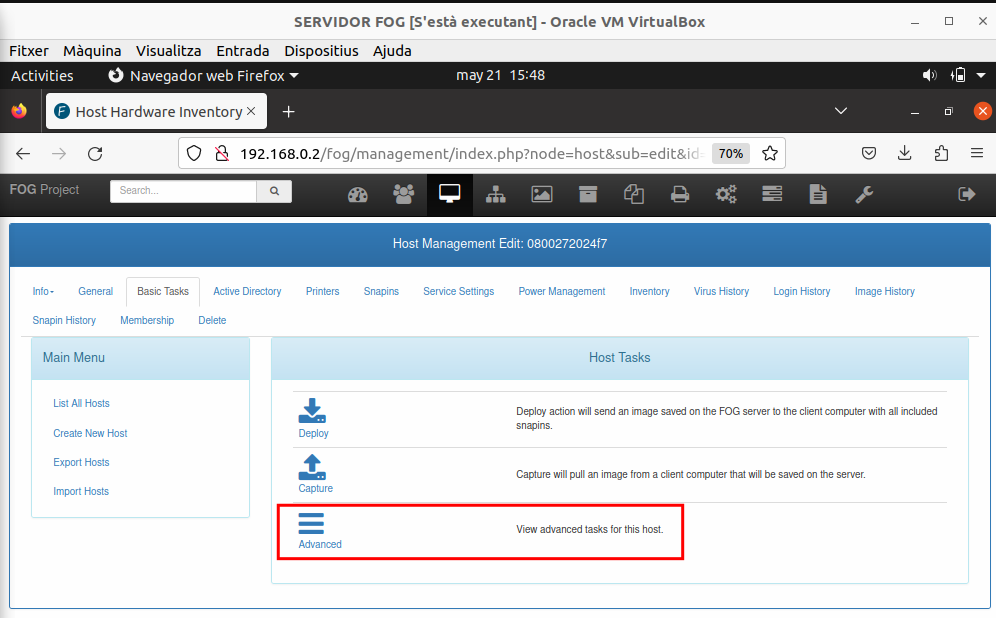 SERVIDOR FOG [S'està executant] - Oracle VM VirtualBox
Fitxer Màquina Visualitza Entrada Dispositius Ajuda
Activities Navegador web Firefox may 21 15:48
Host Hardware Inventory
192.168.0.2/fog/management/index.php?node=host&sub=edit&id= 70%
FOG Project Search...
Host Management Edit: 0800272024f7
Info General Basic Tasks Active Directory Printers Snapins Service Settings Power Management Inventory Virus History Login History Image History
Snapin History Membership Delete
Main Menu
List All Hosts
Create New Host
Export Hosts
Import Hosts
Host Tasks
Deploy
Deploy action will send an image saved on the FOG server to the client computer with all included
snapins.
Capture
Capture will pull an image from a client computer that will be saved on the server.
Advanced
View advanced tasks for this host.